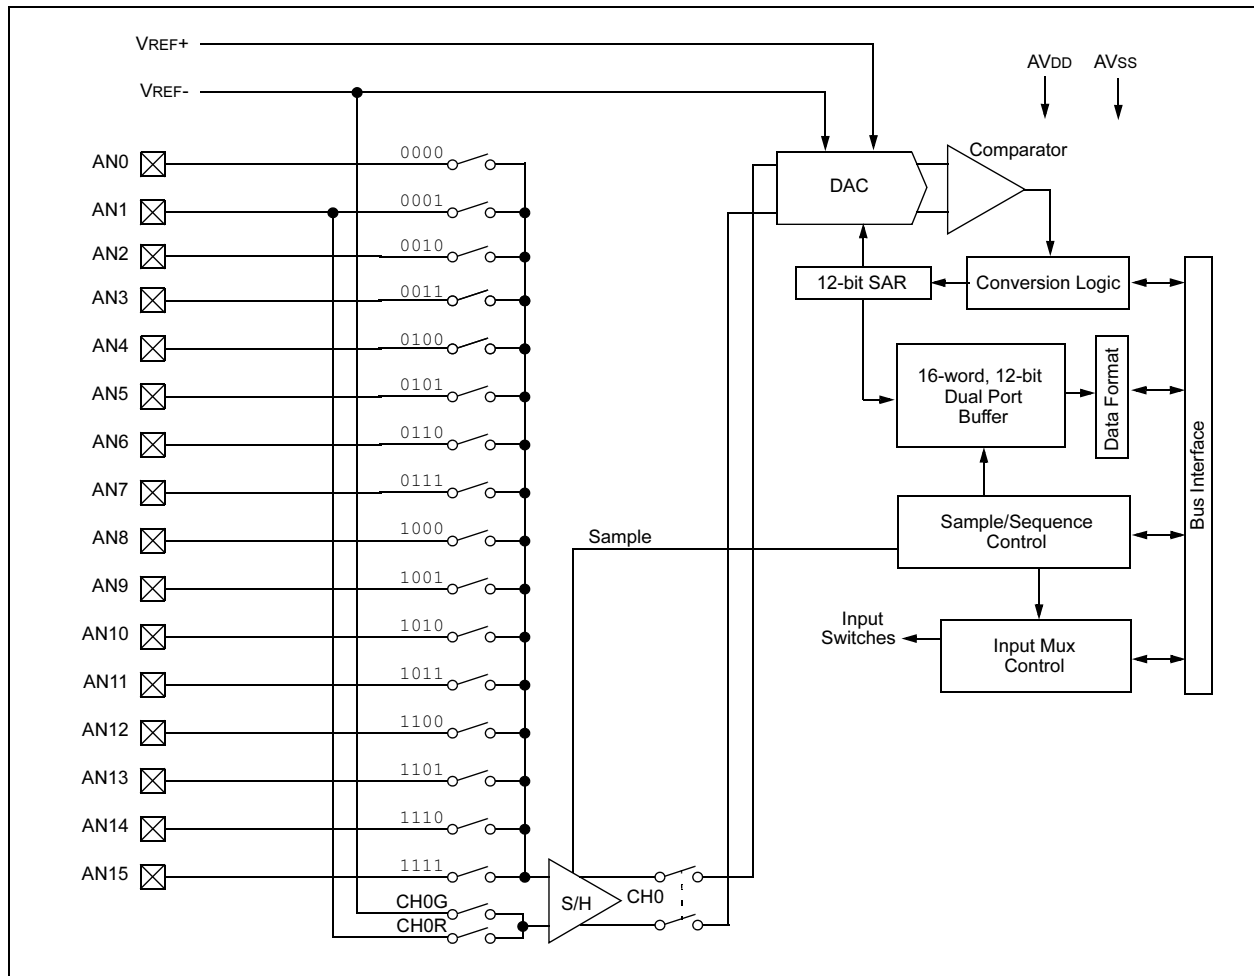 VREF+
VREF-
AVDD
AVSS
AN0
0000
AN1
0001
AN2
0010
AN3
0011
AN4
0100
AN5
0101
AN6
0110
AN7
0111
AN8
1000
AN9
1001
AN10
1010
AN11
1011
AN12
1100
AN13
1101
AN14
1110
AN15
1111
CH0G
CH0R
S/H
CH0
Sample
DAC
Comparator
12-bit SAR
Conversion Logic
16-word, 12-bit
Dual Port
Buffer
Data Format
Sample/Sequence
Control
Input
Switches
Input Mux
Control
Bus Interface